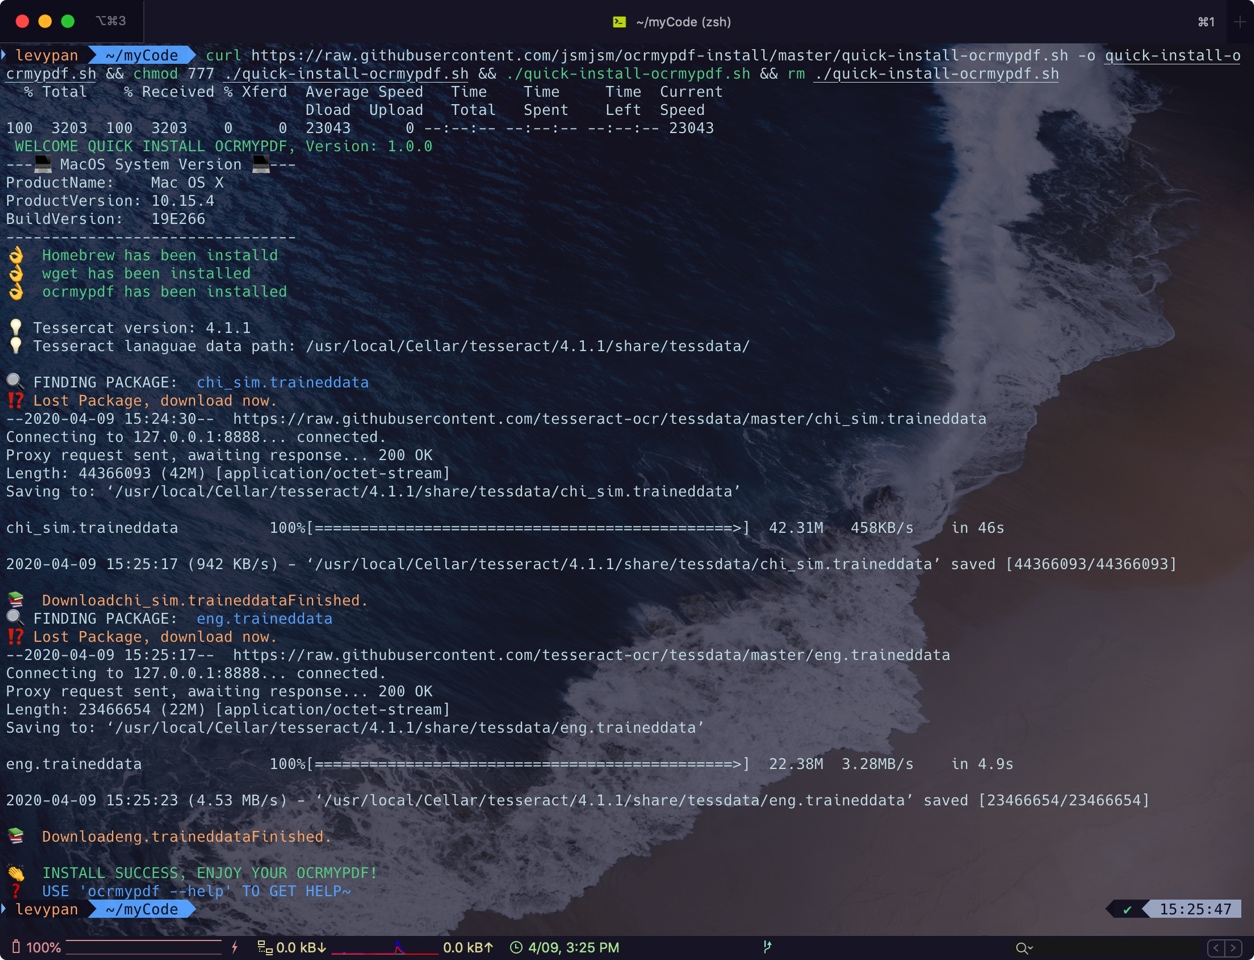 ⌥⌘3
~/myCode (zsh)
⌘1
levypan ~/myCode curl https://raw.githubusercontent.com/jsmjsm/ocrmypdf-install/master/quick-install-ocrmypdf.sh -o quick-install-o
crmypdf.sh && chmod 777 ./quick-install-ocrmypdf.sh && ./quick-install-ocrmypdf.sh && rm ./quick-install-ocrmypdf.sh
% Total % Received % Xferd Average Speed Time Time Time Current
Dload Upload Total Spent Left Speed
100 3203 100 3203 0 0 23043 0 --:--:-- --:--:-- --:--:-- 23043
WELCOME QUICK INSTALL OCRMYPDF, Version: 1.0.0
---💻 MacOS System Version 💻---
ProductName: Mac OS X
ProductVersion: 10.15.4
BuildVersion: 19E266
--------------------------------
👌 Homebrew has been installd
👌 wget has been installed
👌 ocrmypdf has been installed
💡 Tessercat version: 4.1.1
💡 Tesseract lanaguae data path: /usr/local/Cellar/tesseract/4.1.1/share/tessdata/
🔍 FINDING PACKAGE: chi_sim.traineddata
⁉️ Lost Package, download now.
--2020-04-09 15:24:30-- https://raw.githubusercontent.com/tesseract-ocr/tessdata/master/chi_sim.traineddata
Connecting to 127.0.0.1:8888... connected.
Proxy request sent, awaiting response... 200 OK
Length: 44366093 (42M) [application/octet-stream]
Saving to: ‘/usr/local/Cellar/tesseract/4.1.1/share/tessdata/chi_sim.traineddata’
chi_sim.traineddata 100%[==============================================>] 42.31M 458KB/s in 46s
2020-04-09 15:25:17 (942 KB/s) - ‘/usr/local/Cellar/tesseract/4.1.1/share/tessdata/chi_sim.traineddata’ saved [44366093/44366093]
📚 Downloadchi_sim.traineddataFinished.
🔍 FINDING PACKAGE: eng.traineddata
⁉️ Lost Package, download now.
--2020-04-09 15:25:17-- https://raw.githubusercontent.com/tesseract-ocr/tessdata/master/eng.traineddata
Connecting to 127.0.0.1:8888... connected.
Proxy request sent, awaiting response... 200 OK
Length: 23466654 (22M) [application/octet-stream]
Saving to: ‘/usr/local/Cellar/tesseract/4.1.1/share/tessdata/eng.traineddata’
eng.traineddata 100%[==============================================>] 22.38M 3.28MB/s in 4.9s
2020-04-09 15:25:23 (4.53 MB/s) - ‘/usr/local/Cellar/tesseract/4.1.1/share/tessdata/eng.traineddata’ saved [23466654/23466654]
📚 Downloadeng.traineddataFinished.
👏 INSTALL SUCCESS, ENJOY YOUR OCRMYPDF!
❓ USE 'ocrmypdf --help' TO GET HELP~
levypan ~/myCode ✔ 15:25:47
100% 0.0 kB↓ 0.0 kB↑ 4/09, 3:25 PM